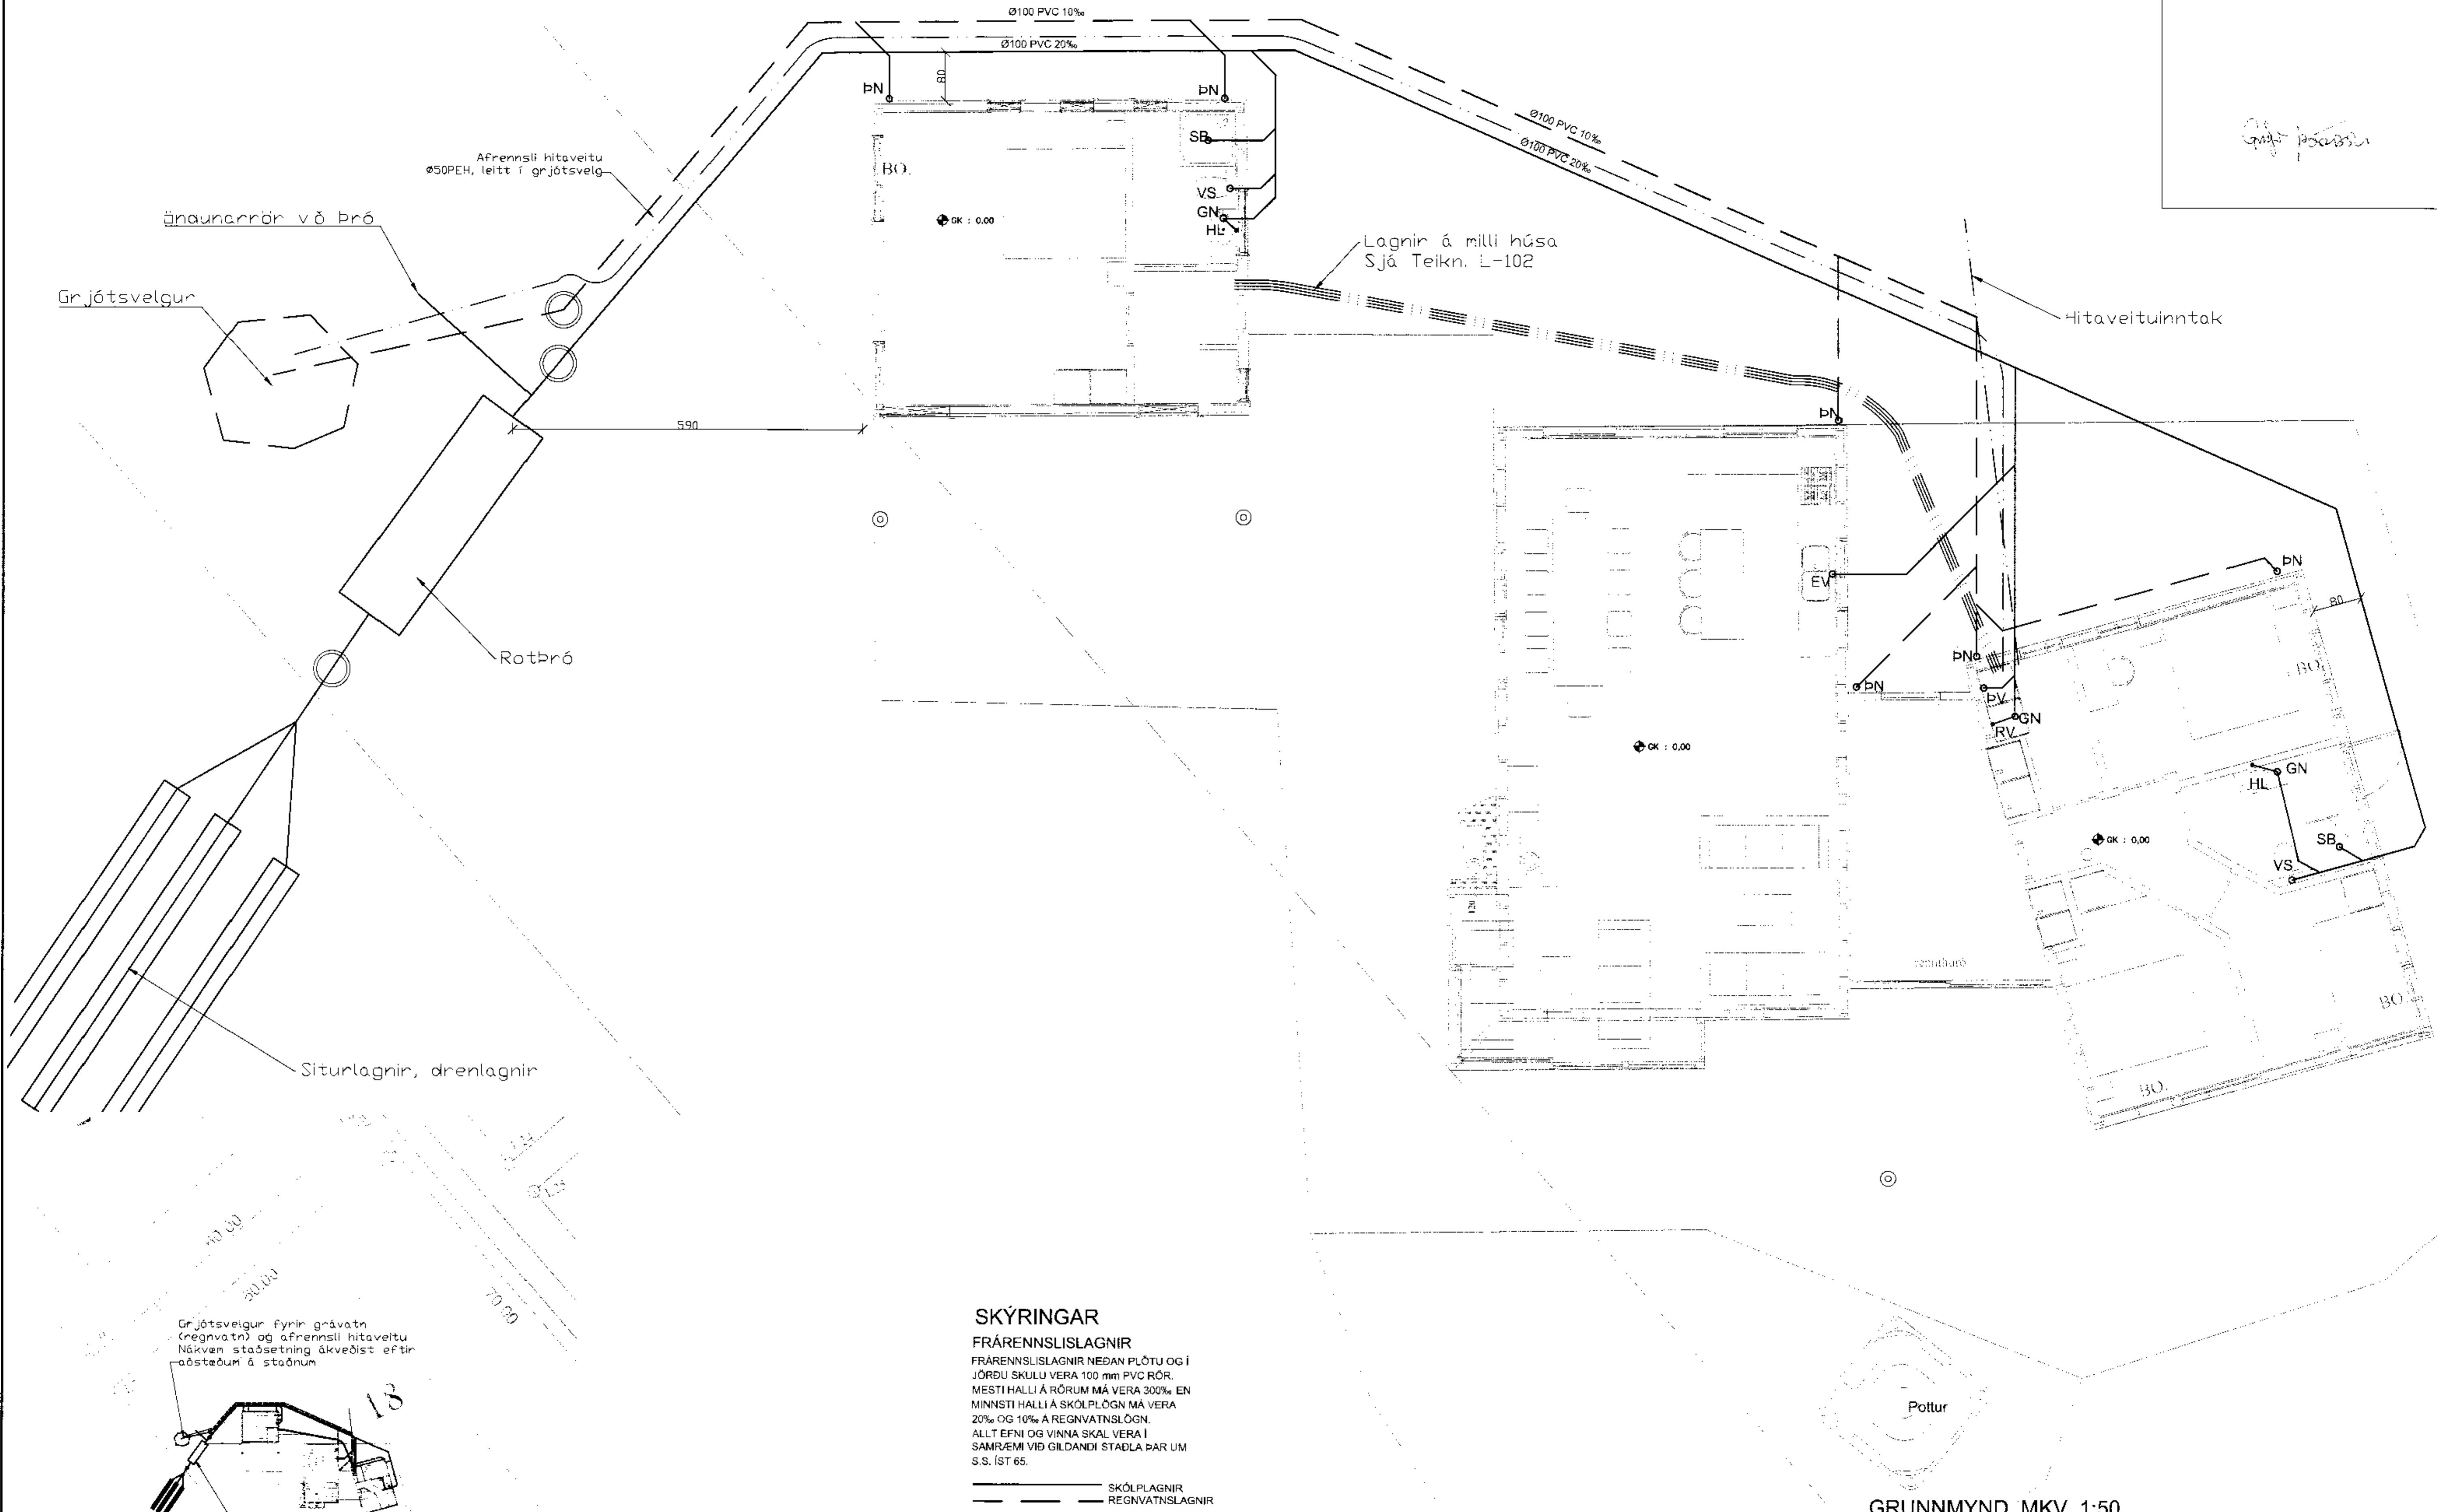 Ø100 PVC 10‰
Ø100 PVC 20‰
80
ÞN
ÞN
SB
VS
GN
HL
BO.
GK : 0,00
Afrennsli hitaveitu
ø50PEH, leitt í grjótsvelg
Þró
Grjótsvelgur
590
Rotþró
Siturlagnir, drenlagnir
Ø100 PVC 10‰
Ø100 PVC 20‰
Lagnir á milli húsa
Sjá Teikn. L-102
Hitaveituinntak
ÞN
EV
ÞN
ÞN
80
ÞN
ÞV
GN
RV
BO.
GK : 0,00
HL
GN
GK : 0,00
SB
VS
BO.
BO.
60.00
70.00
Grjótsvelgur fyrir grávatn
(regnvatn) og afrennsli hitaveitu
Nákvæm staðsetning ákveðist eftir
aðstæðum á staðnum
18
SKÝRINGAR
FRÁRENNSLISLAGNIR
FRÁRENNSLISLAGNIR NEÐAN PLÖTU OG Í
JÖRÐU SKULU VERA 100 mm PVC RÖR.
MESTI HALLI Á RÖRUM MÁ VERA 300‰ EN
MINNSTI HALLI Á SKÓLPLÖGN MÁ VERA
20‰ OG 10‰ Á REGNVATNSLÖGN.
ALLT EFNI OG VINNA SKAL VERA Í
SAMRÆMI VIÐ GILDANDI STAÐLA ÞAR UM
S.S. ÍST 65.
SKÓLPLAGNIR
REGNVATNSLAGNIR
Pottur
GRUNNMYND MKV 1:50